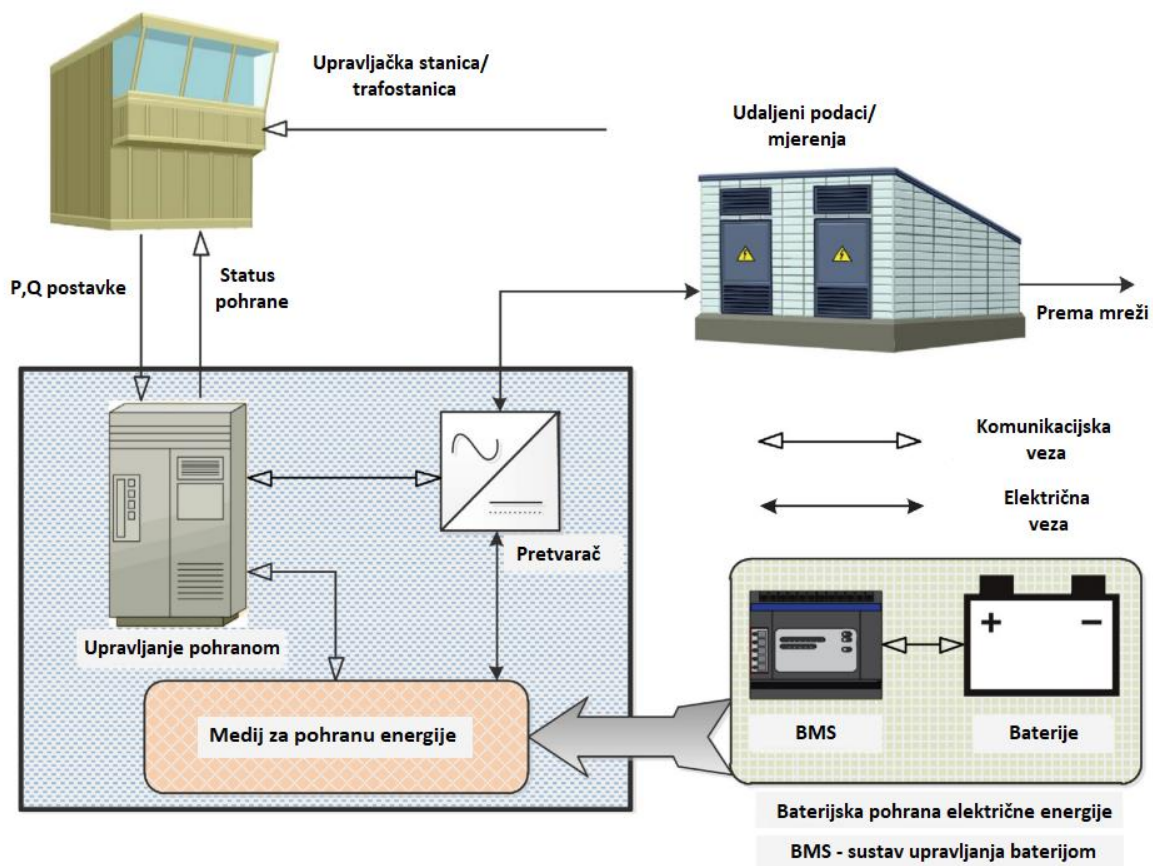 Upravljačka stanica/
trafostanica
Udaljeni podaci/
mjerenja
P,Q postavke
Status
pohrane
Prema mreži
Komunikacijska
veza
Električna
veza
Pretvarač
Upravljanje pohranom
Medij za pohranu energije
+ −
BMS
Baterije
Baterijska pohrana električne energije
BMS - sustav upravljanja baterijom